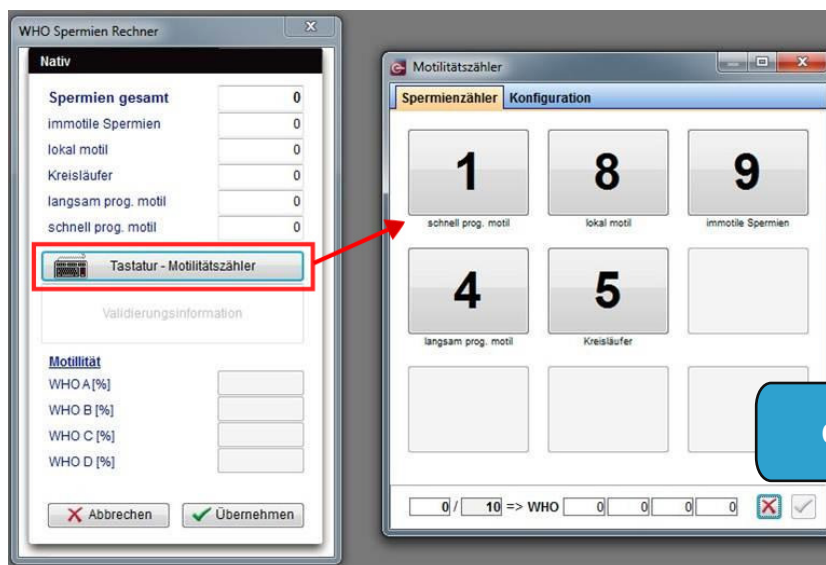 WHO Spermien Rechner
Nativ
Spermien gesamt 0
immotile Spermien 0
lokal motil 0
Kreisläufer 0
langsam prog. motil 0
schnell prog. motil 0
Tastatur - Motilitätszähler
Validierungsinformation
Motillität
WHO A [%]
WHO B [%]
WHO C [%]
WHO D [%]
Abbrechen Übernehmen
Motilitätszähler
Spermienzähler Konfiguration
1 8 9
schnell prog. motil lokal motil immotile Spermien
4 5
langsam prog. motil Kreisläufer
0 / 10 => WHO 0 0 0 0